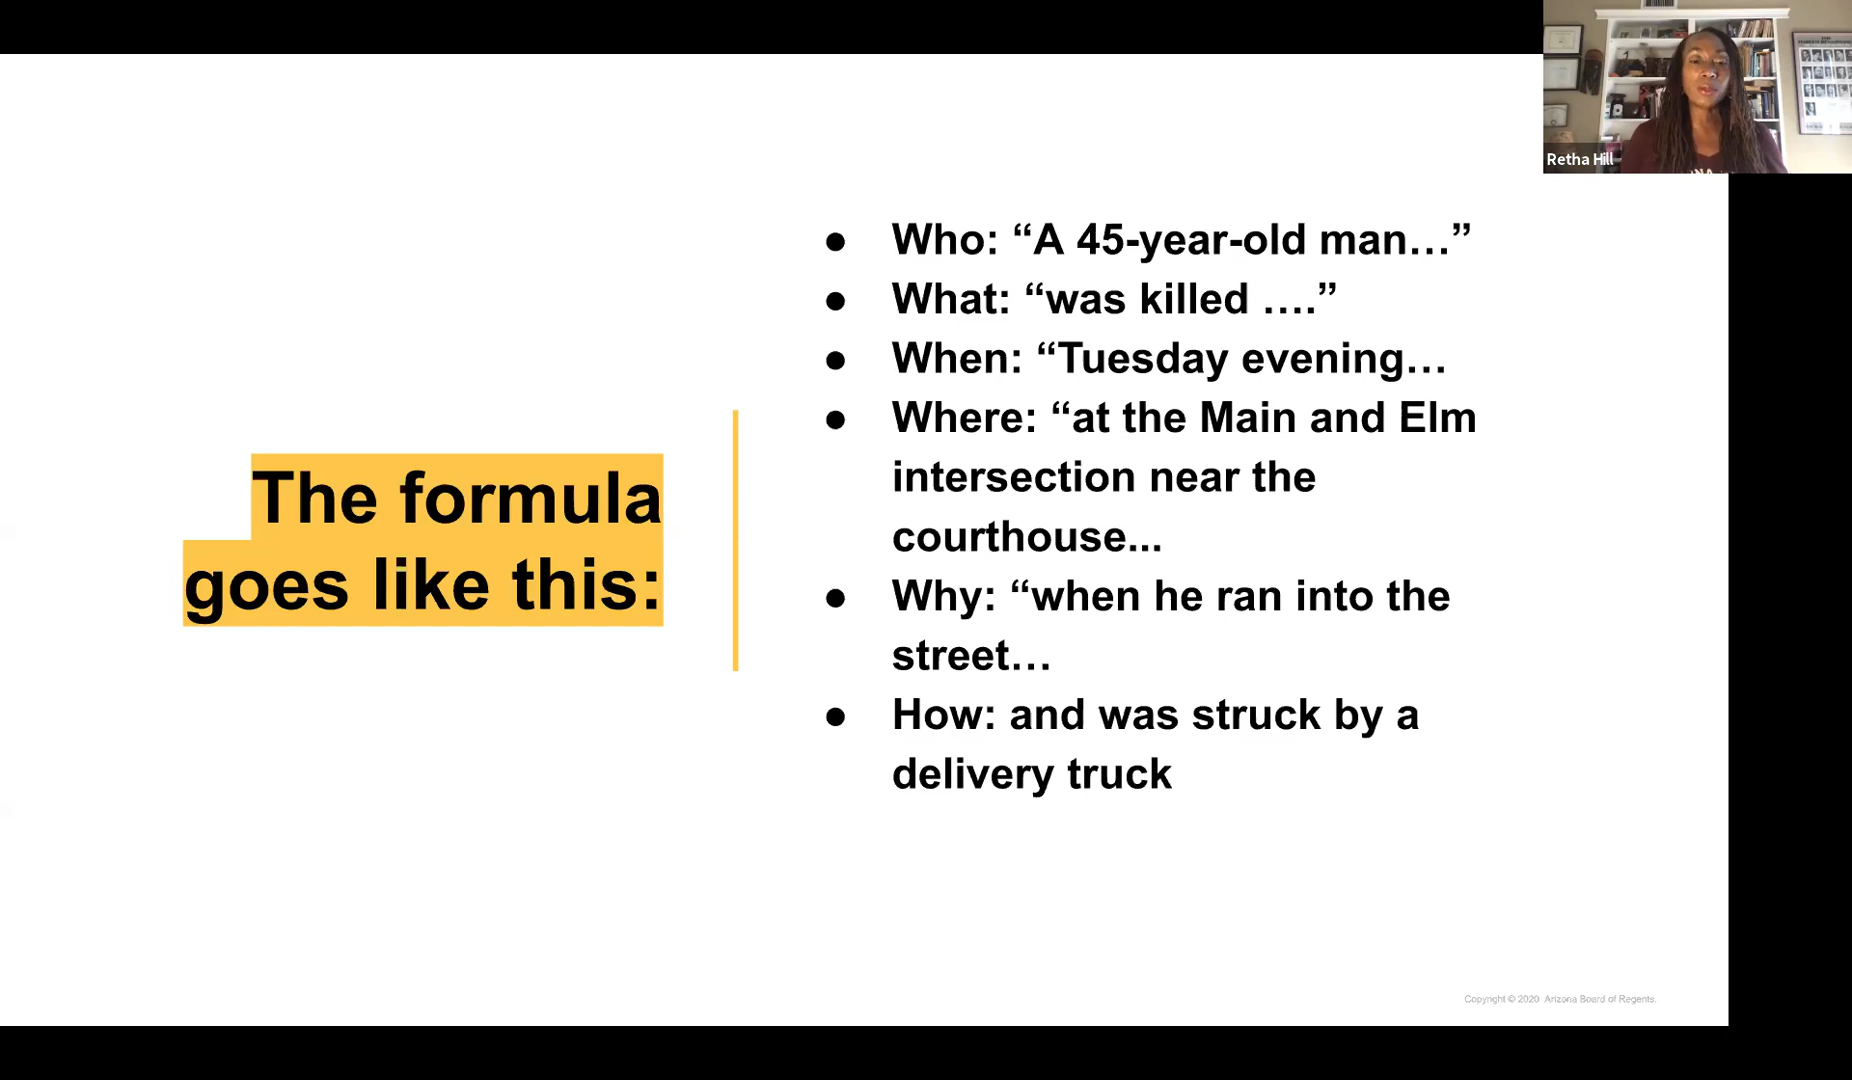 Retha Hill
The formula
goes like this:
● Who: “A 45-year-old man…”
● What: “was killed ….”
● When: “Tuesday evening…
● Where: “at the Main and Elm
intersection near the
courthouse...
● Why: “when he ran into the
street…
● How: and was struck by a
delivery truck
Copyright © 2020 Arizona Board of Regents.